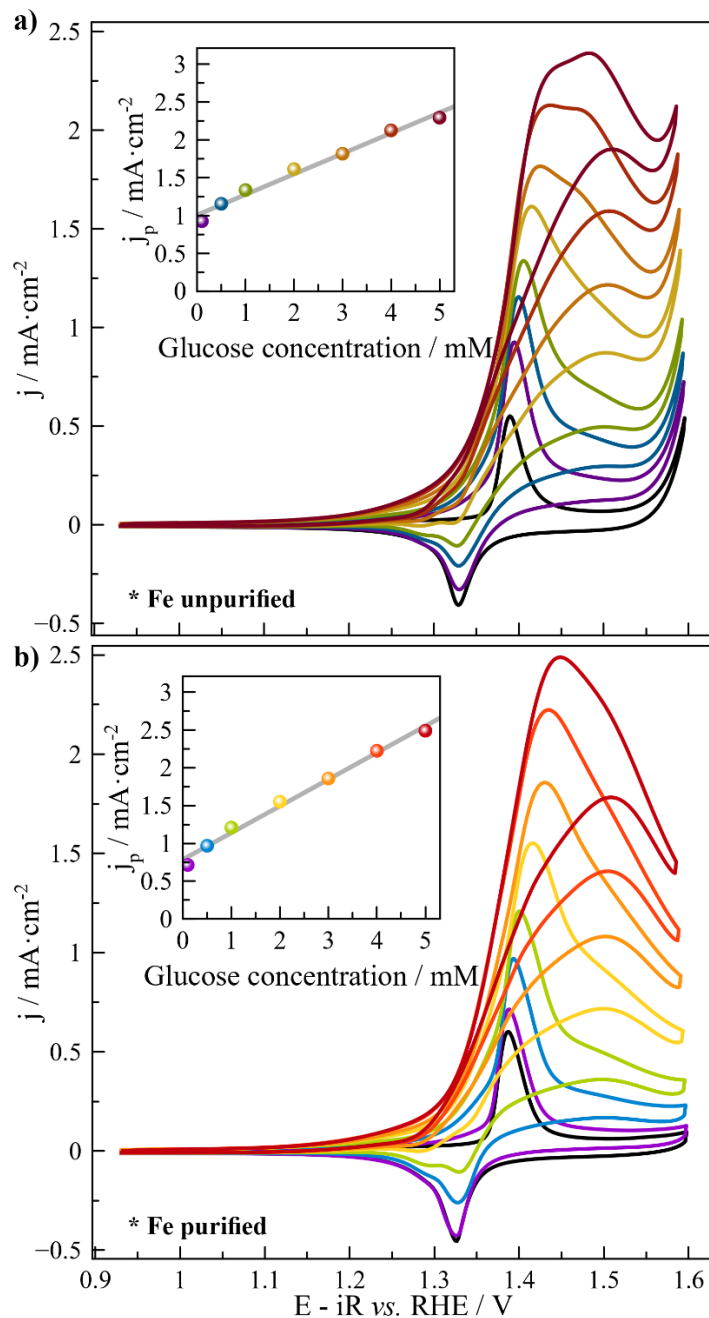 a)
2.5
2
1.5
1
0.5
0
−0.5
j / mA·cm⁻²
3
2.5
2
1.5
1
0.5
0
j_p / mA·cm⁻²
0 1 2 3 4 5
Glucose concentration / mM
* Fe unpurified
b)
2.5
2
1.5
1
0.5
0
−0.5
j / mA·cm⁻²
3
2.5
2
1.5
1
0.5
0
j_p / mA·cm⁻²
0 1 2 3 4 5
Glucose concentration / mM
* Fe purified
0.9 1 1.1 1.2 1.3 1.4 1.5 1.6
E - iR vs. RHE / V